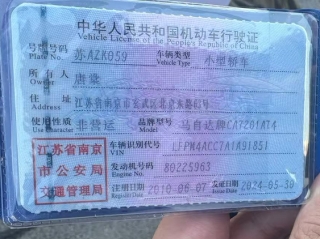 中华人民共和国机动车行驶证
Vehicle License of the People's Republic of China
号牌号码 Plate No. 苏AZK059 车辆类型 Vehicle Type 小型轿车
所有人 Owner 唐梁
住址 Address 江苏省南京市玄武区北京东路63号
使用性质 Use Character 非营运 品牌型号 Model 马自达牌CA7201AT4
江苏省南京 车辆识别代号 VIN LFPM4ACC7A1A91851
市公安局 发动机号码 80225963
交通管理局 注册日期 2010-06-07 发证日期 2024-05-30
Register Date Issue Date